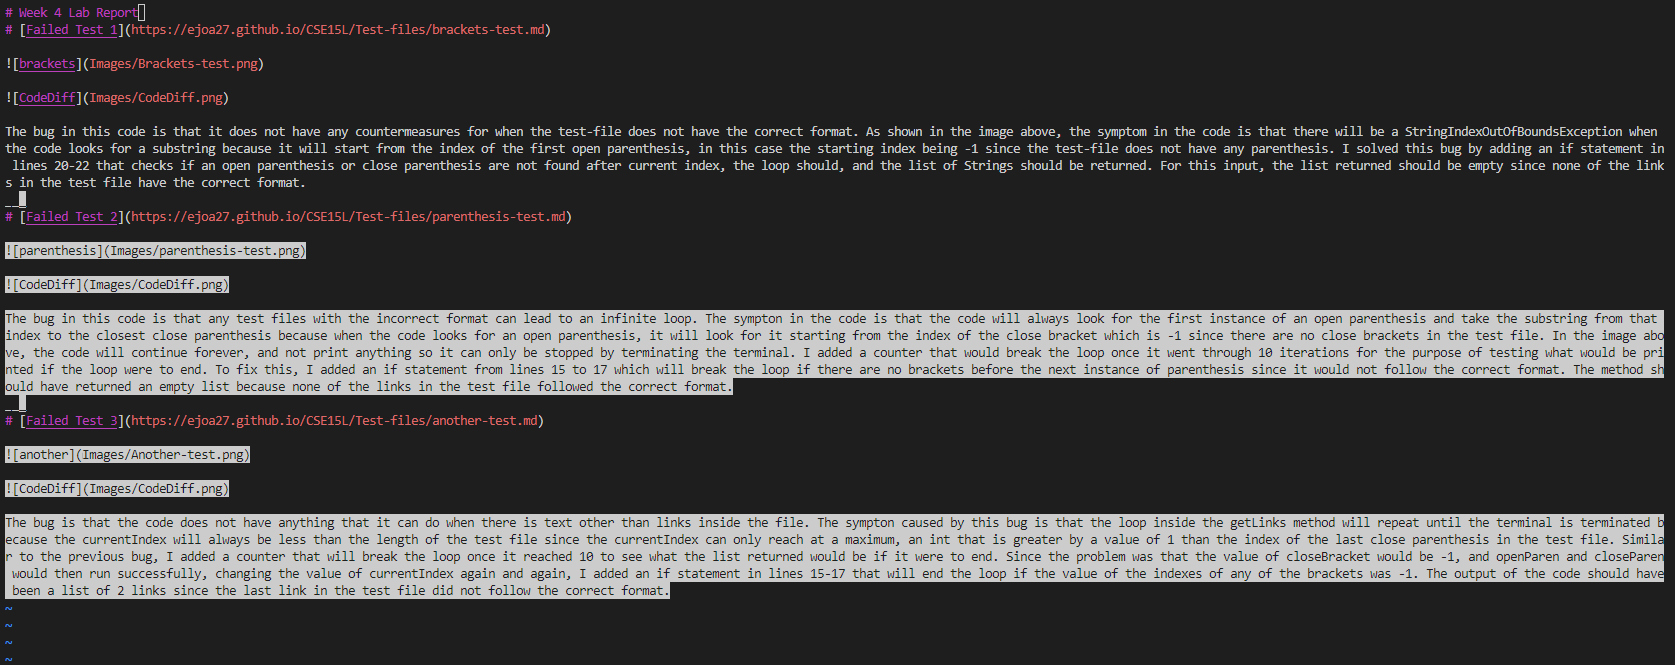 # Week 4 Lab Report
# [Failed Test 1](https://ejoa27.github.io/CSE15L/Test-files/brackets-test.md)
![brackets](Images/Brackets-test.png)
![CodeDiff](Images/CodeDiff.png)
The bug in this code is that it does not have any countermeasures for when the test-file does not have the correct format. As shown in the image above, the symptom in the code is that there will be a StringIndexOutOfBoundsException when
the code looks for a substring because it will start from the index of the first open parenthesis, in this case the starting index being -1 since the test-file does not have any parenthesis. I solved this bug by adding an if statement in
 lines 20-22 that checks if an open parenthesis or close parenthesis are not found after current index, the loop should, and the list of Strings should be returned. For this input, the list returned should be empty since none of the link
s in the test file have the correct format.
__
# [Failed Test 2](https://ejoa27.github.io/CSE15L/Test-files/parenthesis-test.md)
![parenthesis](Images/parenthesis-test.png)
![CodeDiff](Images/CodeDiff.png)
The bug in this code is that any test files with the incorrect format can lead to an infinite loop. The sympton in the code is that the code will always look for the first instance of an open parenthesis and take the substring from that
index to the closest close parenthesis because when the code looks for an open parenthesis, it will look for it starting from the index of the close bracket which is -1 since there are no close brackets in the test file. In the image abo
ve, the code will continue forever, and not print anything so it can only be stopped by terminating the terminal. I added a counter that would break the loop once it went through 10 iterations for the purpose of testing what would be pri
nted if the loop were to end. To fix this, I added an if statement from lines 15 to 17 which will break the loop if there are no brackets before the next instance of parenthesis since it would not follow the correct format. The method sh
ould have returned an empty list because none of the links in the test file followed the correct format.
__
# [Failed Test 3](https://ejoa27.github.io/CSE15L/Test-files/another-test.md)
![another](Images/Another-test.png)
![CodeDiff](Images/CodeDiff.png)
The bug is that the code does not have anything that it can do when there is text other than links inside the file. The sympton caused by this bug is that the loop inside the getLinks method will repeat until the terminal is terminated b
ecause the currentIndex will always be less than the length of the test file since the currentIndex can only reach at a maximum, an int that is greater by a value of 1 than the index of the last close parenthesis in the test file. Simila
r to the previous bug, I added a counter that will break the loop once it reached 10 to see what the list returned would be if it were to end. Since the problem was that the value of closeBracket would be -1, and openParen and closeParen
 would then run successfully, changing the value of currentIndex again and again, I added an if statement in lines 15-17 that will end the loop if the value of the indexes of any of the brackets was -1. The output of the code should have
 been a list of 2 links since the last link in the test file did not follow the correct format.
~
~
~
~